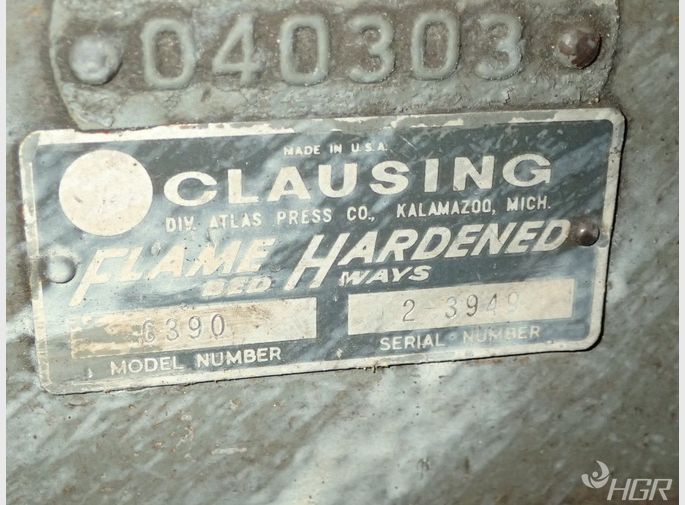 040303
MADE IN U.S.A.
CLAUSING
DIV. ATLAS PRESS CO., KALAMAZOO, MICH.
FLAME HARDENED
BED WAYS
6390
MODEL NUMBER
2-3949
SERIAL NUMBER
HGR